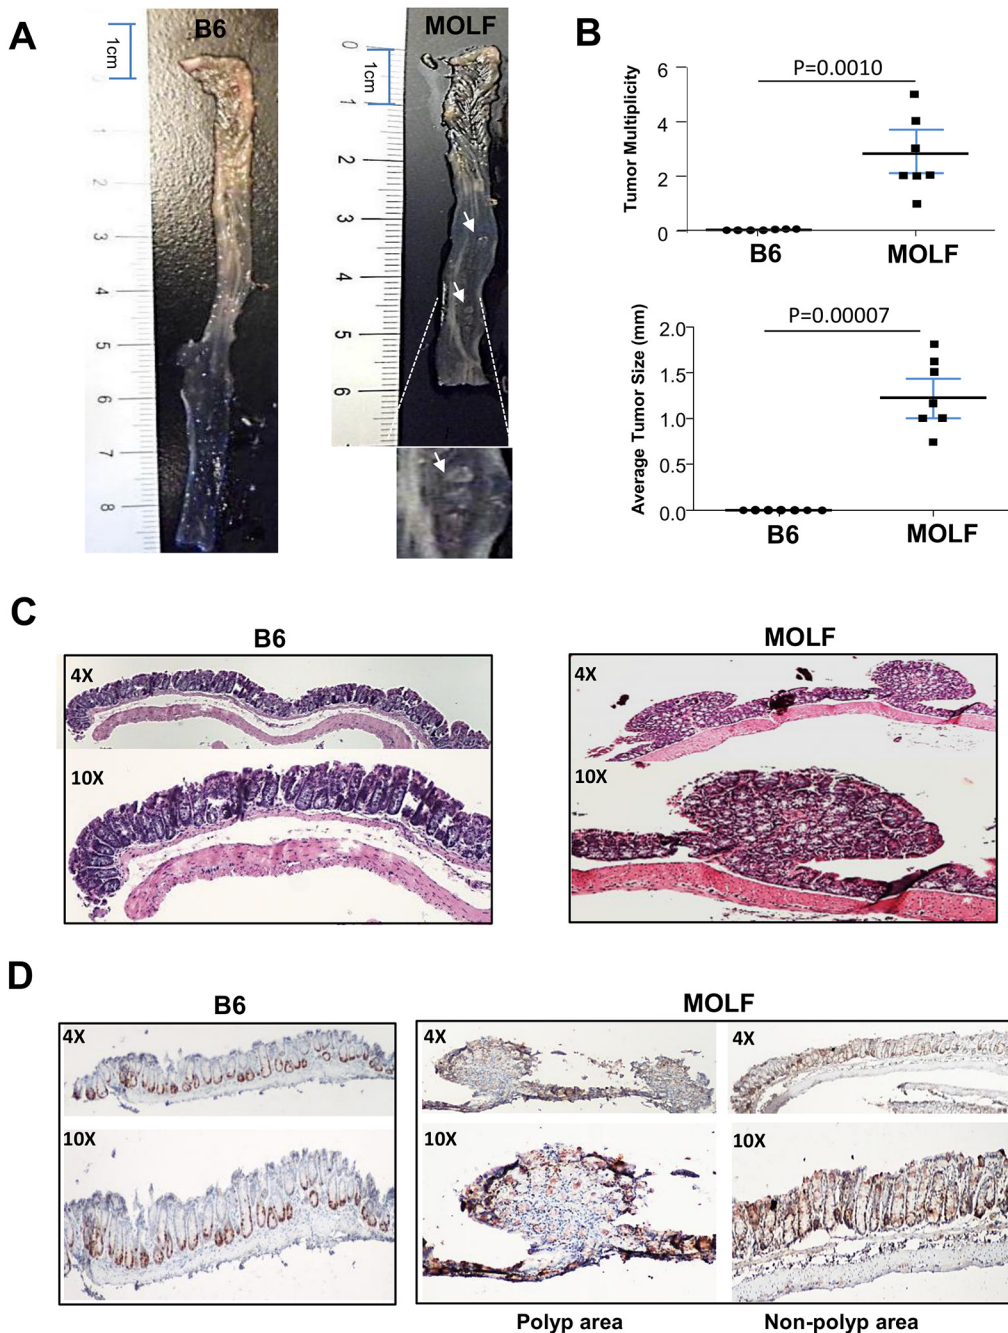 A
B6
1cm
0
1
2
3
4
5
6
7
8
MOLF
1cm
0
1
2
3
4
5
6
B
P=0.0010
Tumor Multiplicity
6
4
2
0
B6
MOLF
P=0.00007
Average Tumor Size (mm)
2.0
1.5
1.0
0.5
0.0
B6
MOLF
C
B6
MOLF
4X
10X
4X
10X
D
B6
MOLF
4X
10X
4X
4X
10X
10X
Polyp area
Non-polyp area